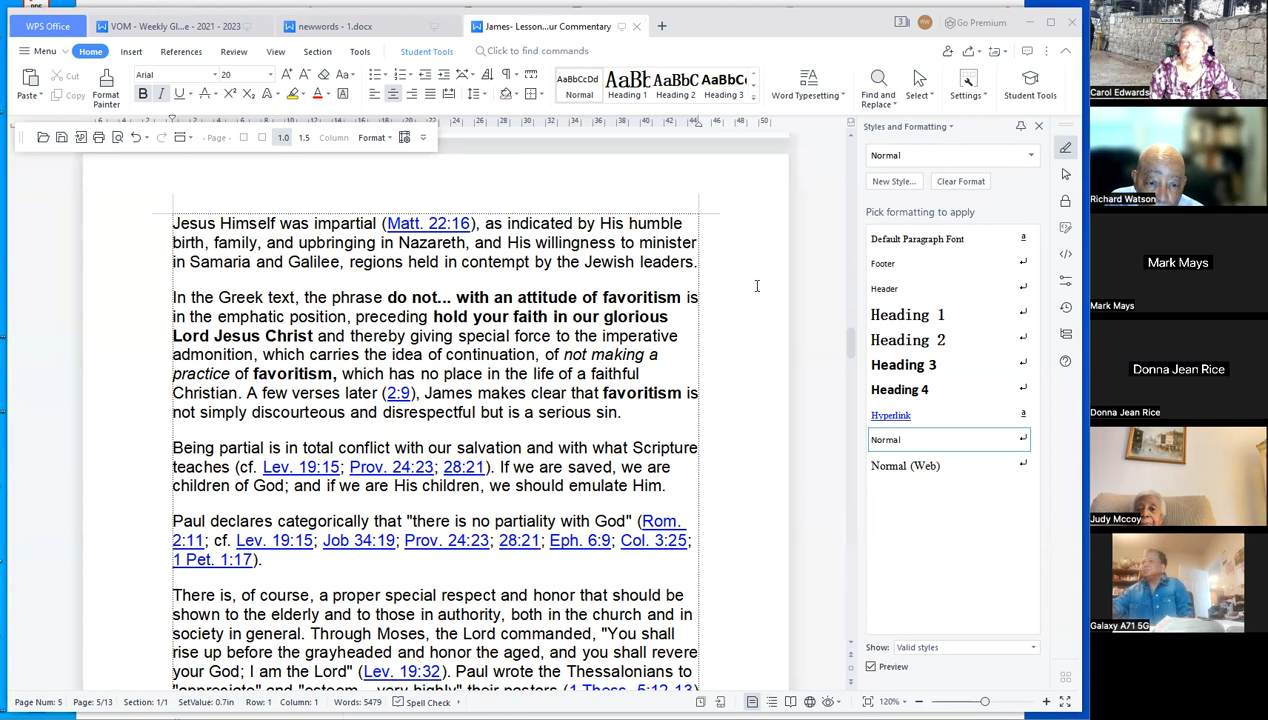 WPS Office
VOM - Weekly Gl...e - 2021 - 2023
newwords - 1.docx
James- Lesson...ur Commentary
Go Premium
Menu
Home
Insert
References
Review
View
Section
Tools
Student Tools
Click to find commands
Paste
Cut
Copy
Format
Painter
Arial
20
AaBbCcDd
Normal
AaBb
Heading 1
AaBbC
Heading 2
AaBbC
Heading 3
Word Typesetting
Find and
Replace
Select
Settings
Student Tools
Page
1.0
1.5
Column
Format
Jesus Himself was impartial (Matt. 22:16), as indicated by His humble
birth, family, and upbringing in Nazareth, and His willingness to minister
in Samaria and Galilee, regions held in contempt by the Jewish leaders.
In the Greek text, the phrase do not... with an attitude of favoritism is
in the emphatic position, preceding hold your faith in our glorious
Lord Jesus Christ and thereby giving special force to the imperative
admonition, which carries the idea of continuation, of not making a
practice of favoritism, which has no place in the life of a faithful
Christian. A few verses later (2:9), James makes clear that favoritism is
not simply discourteous and disrespectful but is a serious sin.
Being partial is in total conflict with our salvation and with what Scripture
teaches (cf. Lev. 19:15; Prov. 24:23; 28:21). If we are saved, we are
children of God; and if we are His children, we should emulate Him.
Paul declares categorically that "there is no partiality with God" (Rom.
2:11; cf. Lev. 19:15; Job 34:19; Prov. 24:23; 28:21; Eph. 6:9; Col. 3:25;
1 Pet. 1:17).
There is, of course, a proper special respect and honor that should be
shown to the elderly and to those in authority, both in the church and in
society in general. Through Moses, the Lord commanded, "You shall
rise up before the grayheaded and honor the aged, and you shall revere
your God; I am the Lord" (Lev. 19:32). Paul wrote the Thessalonians to
"appreciate" and "esteem... very highly" their pastors (1 Thess. 5:12-13)
Styles and Formatting
Normal
New Style...
Clear Format
Pick formatting to apply
Default Paragraph Font
Footer
Header
Heading 1
Heading 2
Heading 3
Heading 4
Hyperlink
Normal
Normal (Web)
Show:
Valid styles
Preview
Page Num: 5
Page: 5/13
Section: 1/1
SetValue: 0.7in
Row: 1
Column: 1
Words: 5479
Spell Check
120%
Carol Edwards
Richard Watson
Mark Mays
Mark Mays
Donna Jean Rice
Donna Jean Rice
Judy Mccoy
Galaxy A71 5G